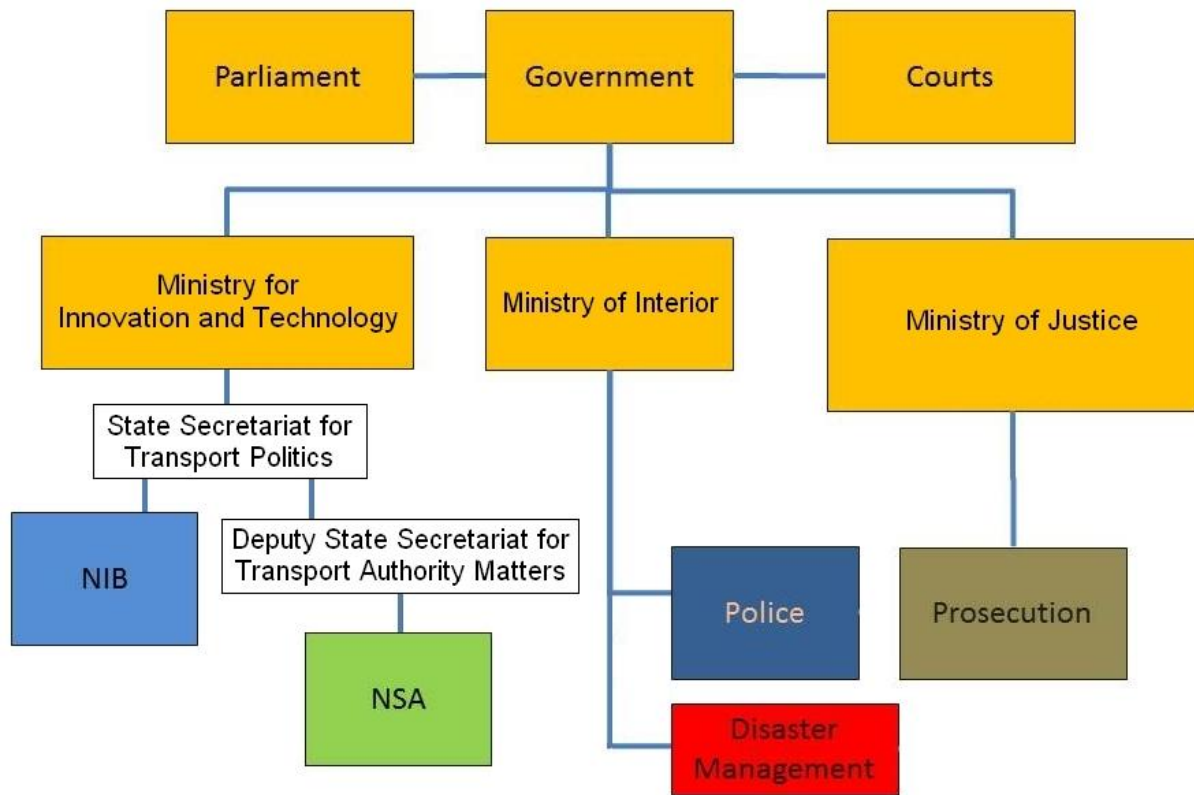 Parliament
Government
Courts
Ministry for
Innovation and Technology
Ministry of Interior
Ministry of Justice
State Secretariat for
Transport Politics
NIB
Deputy State Secretariat for
Transport Authority Matters
NSA
Police
Prosecution
Disaster
Management